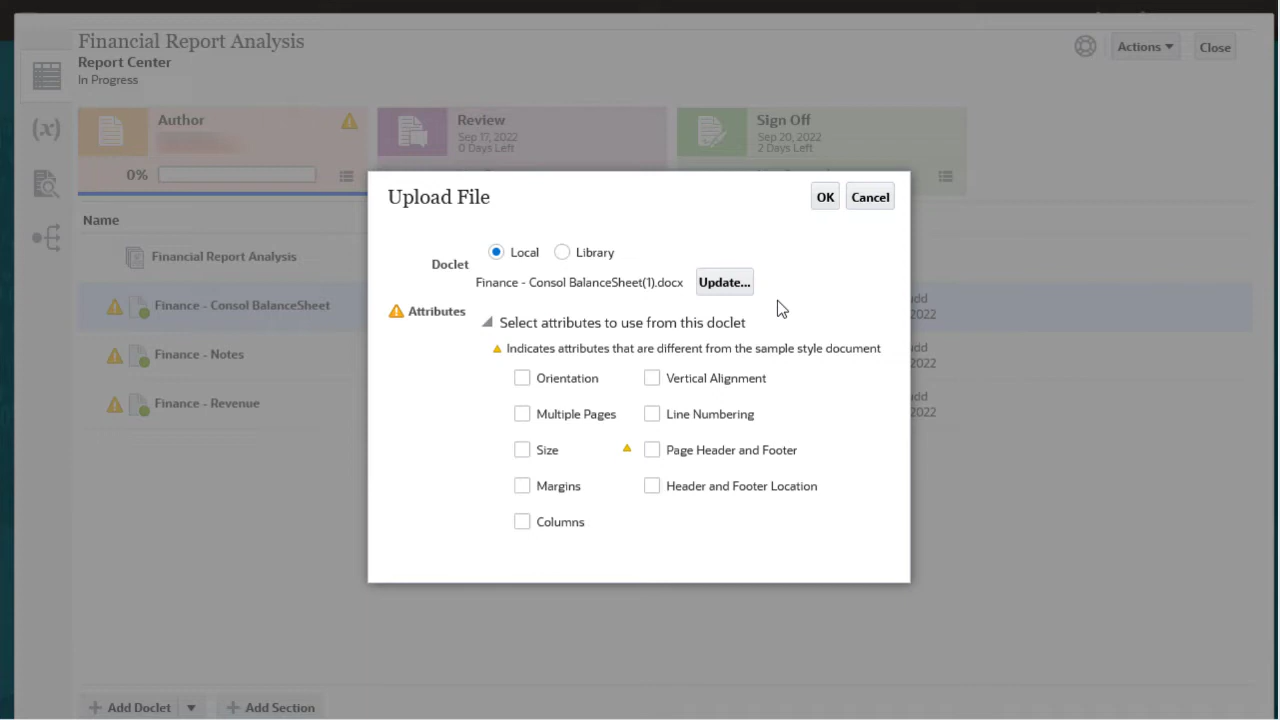 Financial Report Analysis
Report Center
In Progress
Actions
Close
Author
Review
Sep 17, 2022
0 Days Left
Sign Off
Sep 20, 2022
2 Days Left
0%
Upload File
OK
Cancel
Name
Financial Report Analysis
Finance - Consol BalanceSheet
Finance - Notes
Finance - Revenue
Doclet
Local
Library
Finance - Consol BalanceSheet(1).docx
Update...
Attributes
Select attributes to use from this doclet
Indicates attributes that are different from the sample style document
Orientation
Vertical Alignment
Multiple Pages
Line Numbering
Size
Page Header and Footer
Margins
Header and Footer Location
Columns
Add Doclet
Add Section